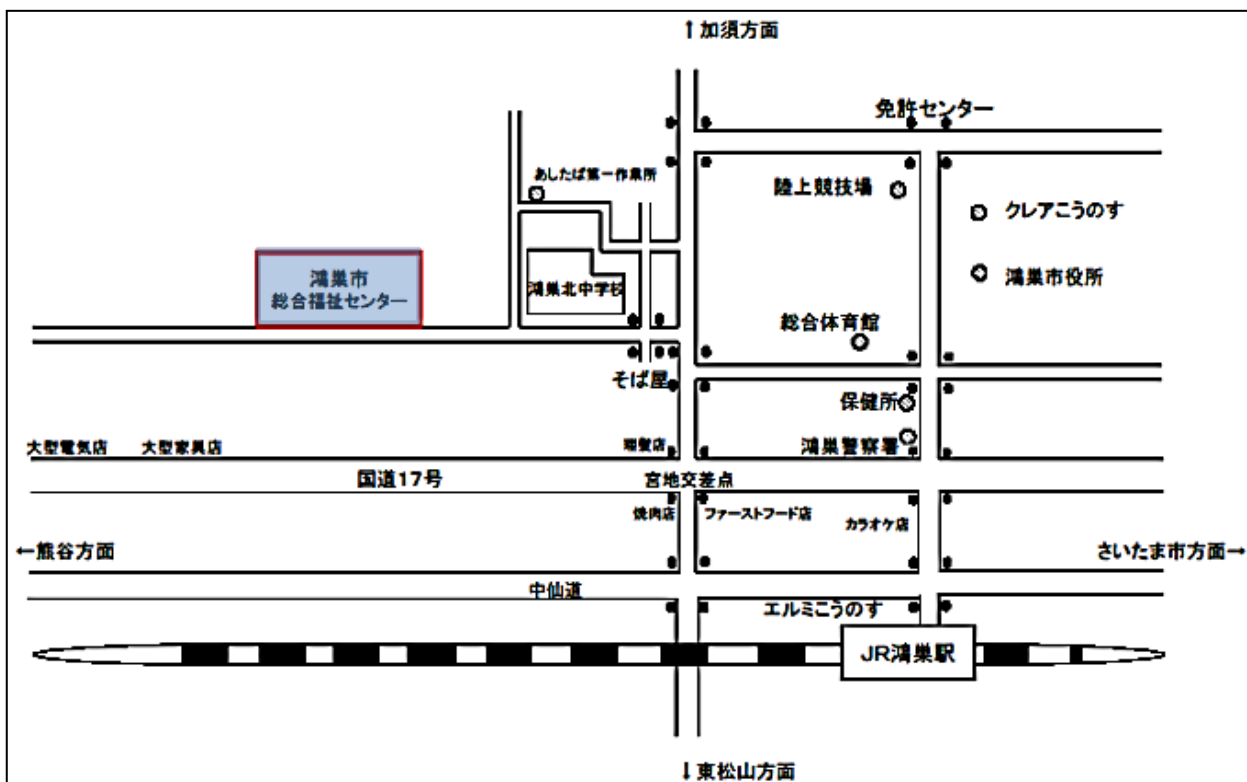 ↑加須方面
免許センター
あしたば第一作業所
陸上競技場
クレアこうのす
鴻巣市
総合福祉センター
鴻巣北中学校
鴻巣市役所
総合体育館
そば屋
保健所
大型電気店
大型家具店
理髪店
鴻巣警察署
国道17号
宮地交差点
焼肉店
ファーストフード店
カラオケ店
←熊谷方面
さいたま市方面→
中仙道
エルミこうのす
JR鴻巣駅
↓東松山方面